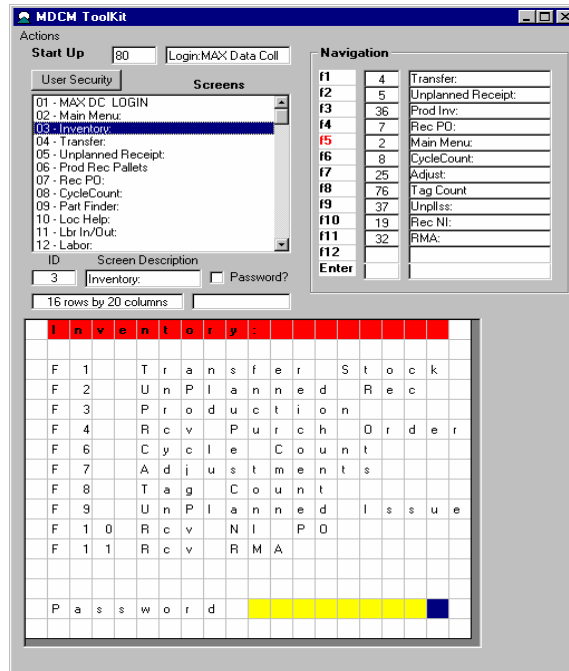 MDCM ToolKit
Actions
Start Up 80 Login:MAX Data Coll
User Security Screens
01 - MAX DC LOGIN
02 - Main Menu:
03 - Inventory:
04 - Transfer:
05 - Unplanned Receipt:
06 - Prod Rec Pallets
07 - Rec PO:
08 - CycleCount:
09 - Part Finder:
10 - Loc Help:
11 - Lbr In/Out:
12 - Labor:
ID Screen Description
3 Inventory: Password?
16 rows by 20 columns
Navigation
f1 4 Transfer:
f2 5 Unplanned Receipt:
f3 36 Prod Inv:
f4 7 Rec PO:
f5 2 Main Menu:
f6 8 CycleCount:
f7 25 Adjust:
f8 76 Tag Count
f9 37 UnplIss:
f10 19 Rec NI:
f11 32 RMA:
f12
Enter
Inventory:
F1 Transfer Stock
F2 UnPlanned Rec
F3 Production
F4 Rcv Purch Order
F6 Cycle Count
F7 Adjustments
F8 Tag Count
F9 UnPlanned Issue
F10 Rcv NI PO
F11 Rcv RMA
Password